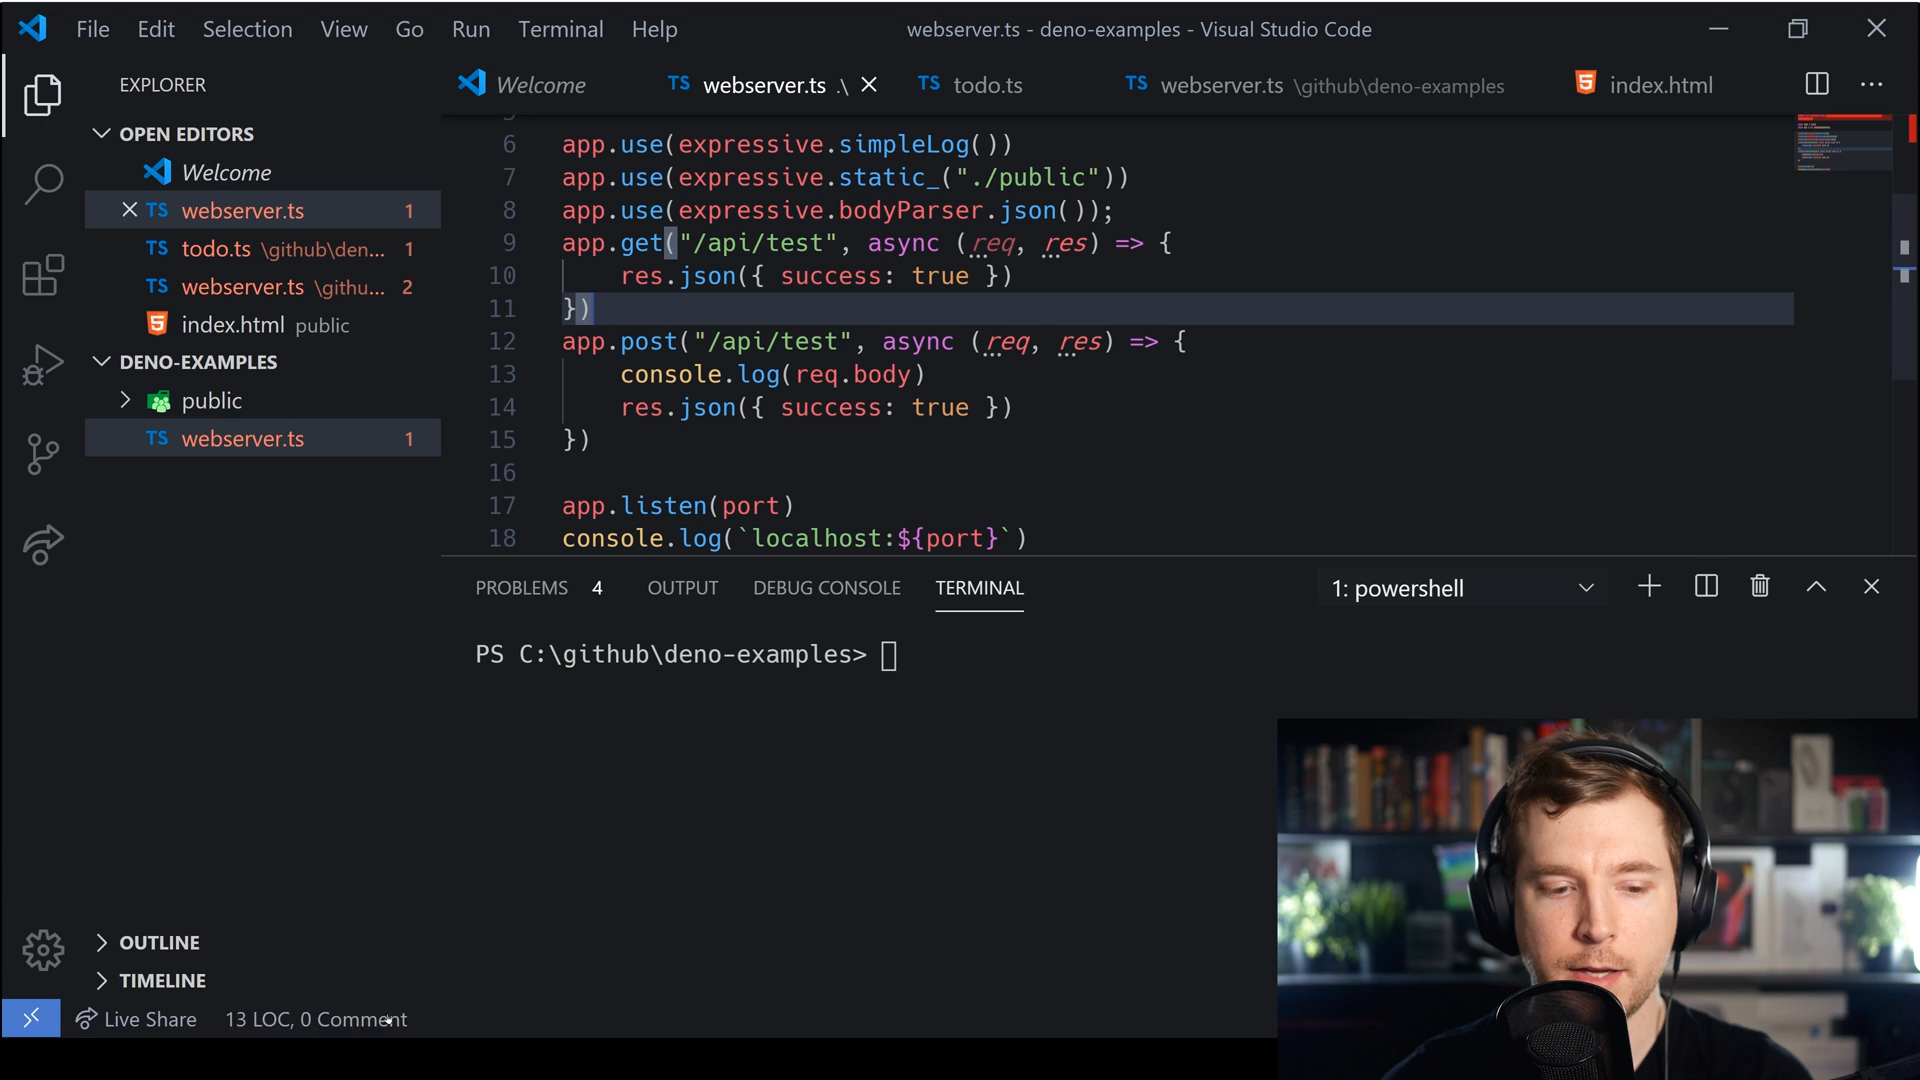 File Edit Selection View Go Run Terminal Help webserver.ts - deno-examples - Visual Studio Code
EXPLORER
OPEN EDITORS
Welcome
TS webserver.ts 1
TS todo.ts \github\den... 1
TS webserver.ts \githu... 2
index.html public
DENO-EXAMPLES
public
TS webserver.ts 1
OUTLINE
TIMELINE
Welcome TS webserver.ts .\ TS todo.ts TS webserver.ts \github\deno-examples index.html
6 app.use(expressive.simpleLog())
7 app.use(expressive.static_("./public"))
8 app.use(expressive.bodyParser.json());
9 app.get("/api/test", async (req, res) => {
10 res.json({ success: true })
11 })
12 app.post("/api/test", async (req, res) => {
13 console.log(req.body)
14 res.json({ success: true })
15 })
16
17 app.listen(port)
18 console.log(`localhost:${port}`)
PROBLEMS 4 OUTPUT DEBUG CONSOLE TERMINAL 1: powershell
PS C:\github\deno-examples>
Live Share 13 LOC, 0 Comment